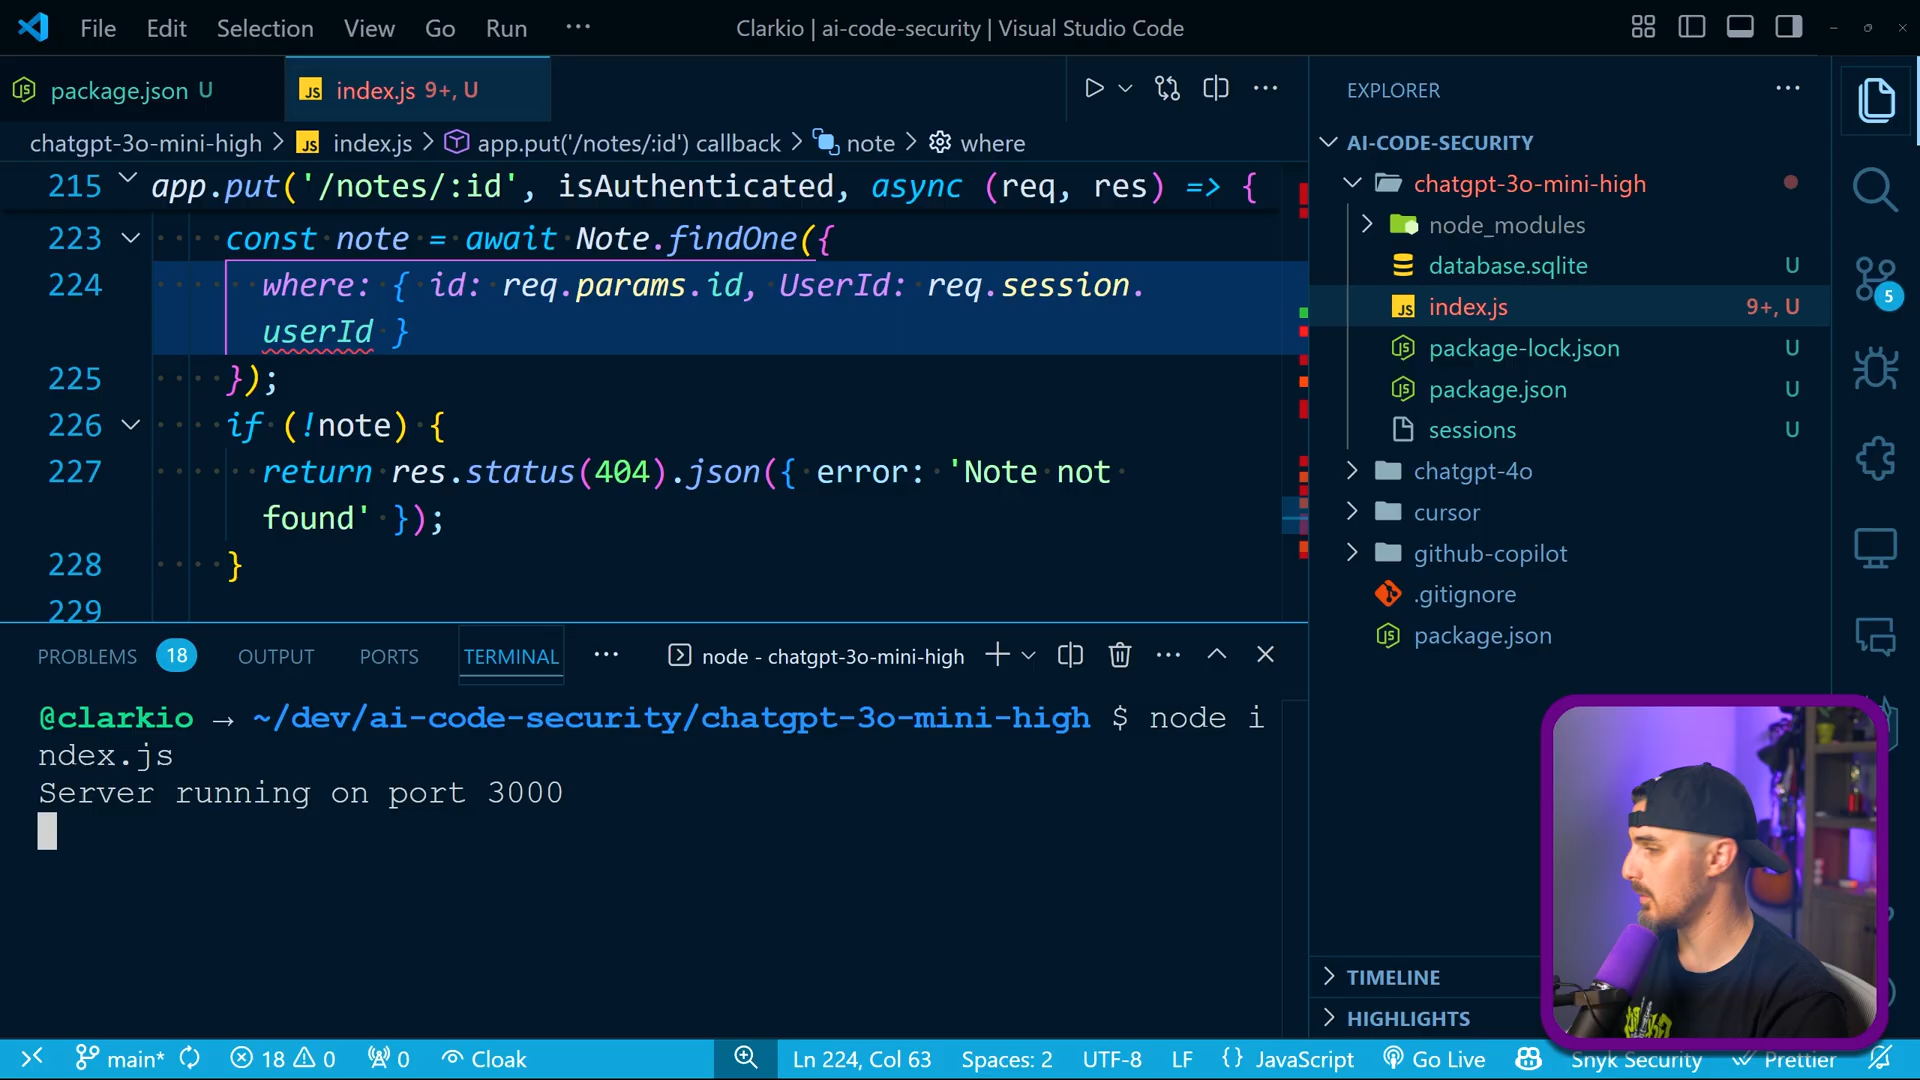 File Edit Selection View Go Run ··· Clarkio | ai-code-security | Visual Studio Code
package.json U
index.js 9+, U
chatgpt-3o-mini-high > index.js > app.put('/notes/:id') callback > note > where
215 app.put('/notes/:id', isAuthenticated, async (req, res) => {
223 const note = await Note.findOne({
224 where: { id: req.params.id, UserId: req.session.
userId }
225 });
226 if (!note) {
227 return res.status(404).json({ error: 'Note not
found' });
228 }
229
PROBLEMS 18 OUTPUT PORTS TERMINAL ··· node - chatgpt-3o-mini-high
@clarkio → ~/dev/ai-code-security/chatgpt-3o-mini-high $ node i
ndex.js
Server running on port 3000
EXPLORER
AI-CODE-SECURITY
chatgpt-3o-mini-high
node_modules
database.sqlite U
index.js 9+, U
package-lock.json U
package.json U
sessions U
chatgpt-4o
cursor
github-copilot
.gitignore
package.json
TIMELINE
HIGHLIGHTS
5
main* 18 0 0 Cloak Ln 224, Col 63 Spaces: 2 UTF-8 LF {} JavaScript Go Live Snyk Security Prettier